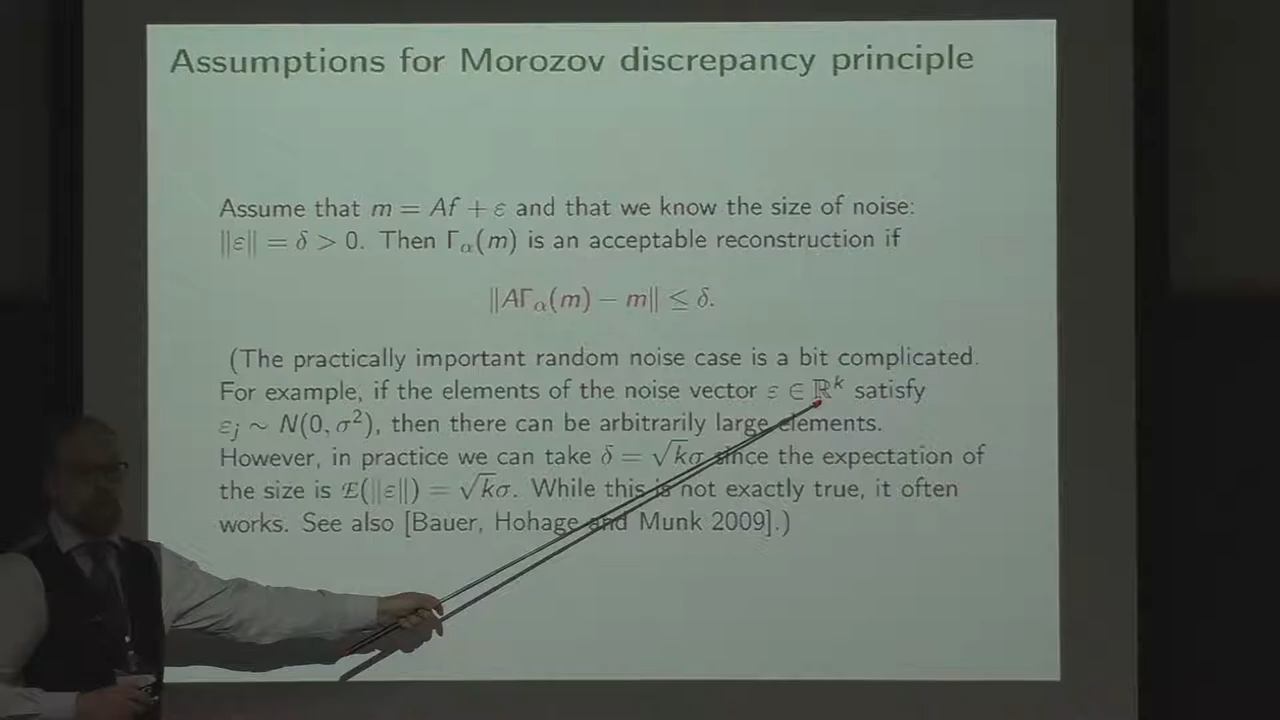 Assumptions for Morozov discrepancy principle
Assume that m = Af + ε and that we know the size of noise:
‖ε‖ = δ > 0. Then Γα(m) is an acceptable reconstruction if
‖AΓα(m) − m‖ ≤ δ.
(The practically important random noise case is a bit complicated.
For example, if the elements of the noise vector ε ∈ ℝᵏ satisfy
εⱼ ∼ N(0, σ²), then there can be arbitrarily large elements.
However, in practice we can take δ = √kσ since the expectation of
the size is E(‖ε‖) = √kσ. While this is not exactly true, it often
works. See also [Bauer, Hohage and Munk 2009].)